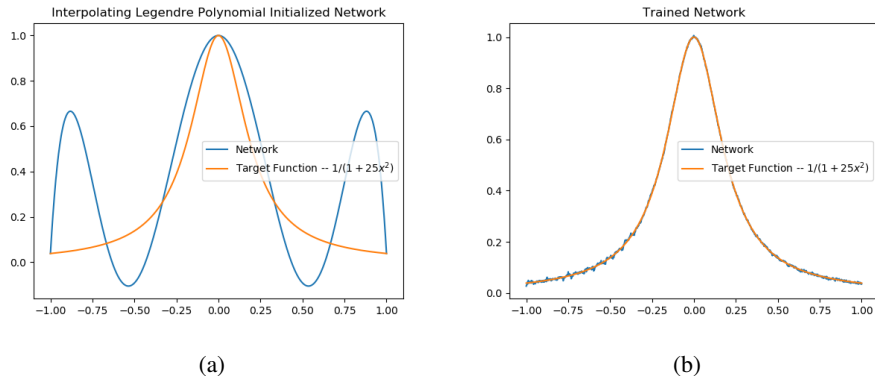 Interpolating Legendre Polynomial Initialized Network
1.0
0.8
0.6
0.4
0.2
0.0
Network
Target Function -- 1/(1 + 25x²)
−1.00 −0.75 −0.50 −0.25 0.00 0.25 0.50 0.75 1.00
(a)
Trained Network
1.0
0.8
0.6
0.4
0.2
0.0
Network
Target Function -- 1/(1 + 25x²)
−1.00 −0.75 −0.50 −0.25 0.00 0.25 0.50 0.75 1.00
(b)